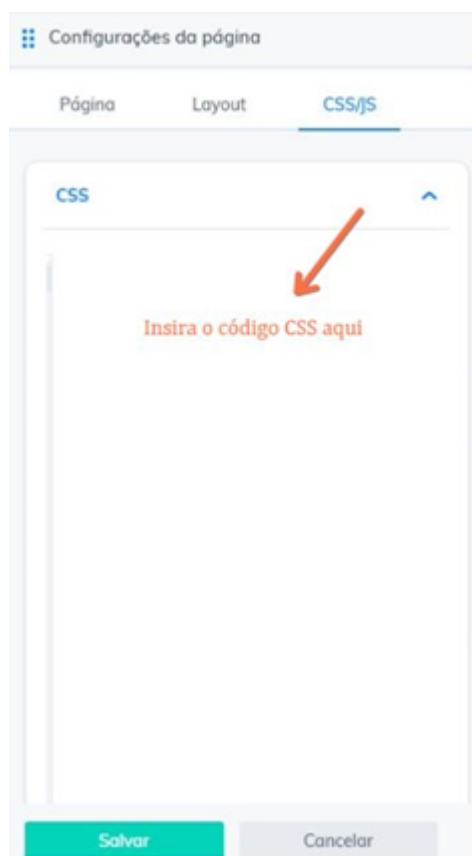 Configurações da página
Página Layout CSS/JS
CSS
Insira o código CSS aqui
Salvar Cancelar